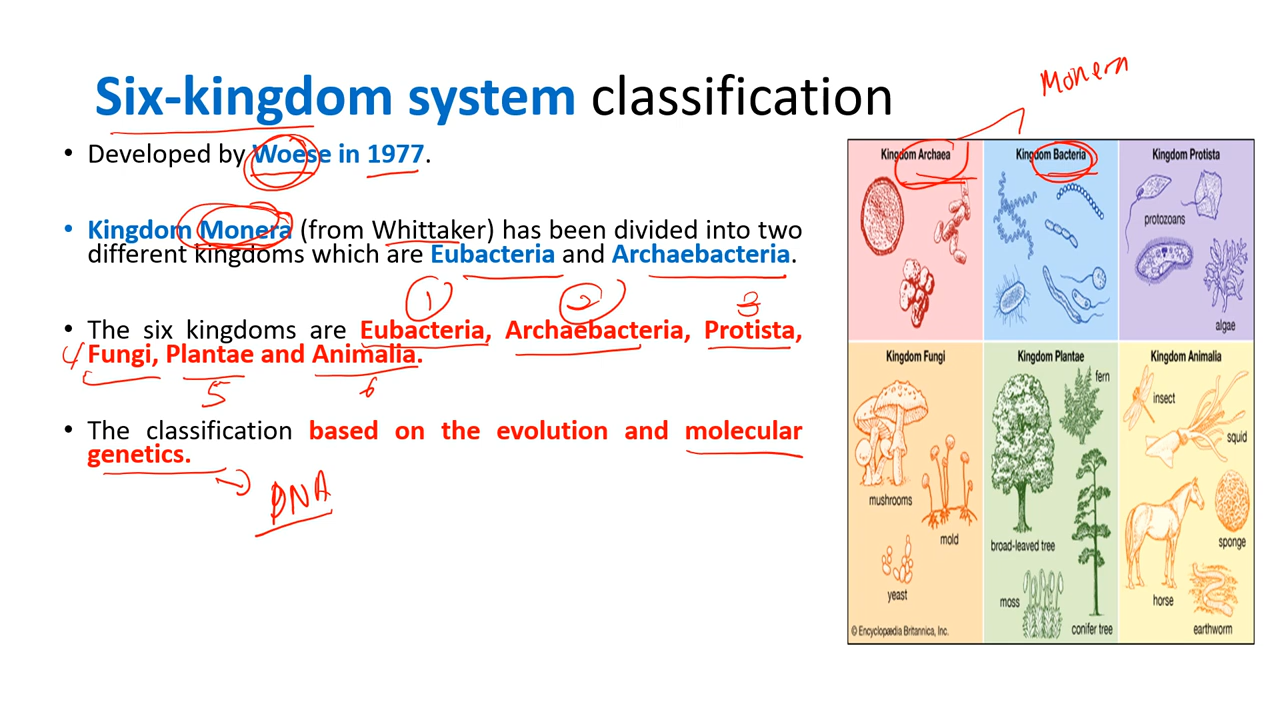 Six-kingdom system classification
Monera
• Developed by Woese in 1977.
• Kingdom Monera (from Whittaker) has been divided into two
different kingdoms which are Eubacteria and Archaebacteria.
1 2 3
• The six kingdoms are Eubacteria, Archaebacteria, Protista,
4 Fungi, Plantae and Animalia.
5 6
• The classification based on the evolution and molecular
genetics.
DNA
Kingdom Archaea
Kingdom Bacteria
Kingdom Protista
protozoans
algae
Kingdom Fungi
mushrooms
mold
yeast
© Encyclopædia Britannica, Inc.
Kingdom Plantae
fern
broad-leaved tree
moss
conifer tree
Kingdom Animalia
insect
squid
sponge
horse
earthworm